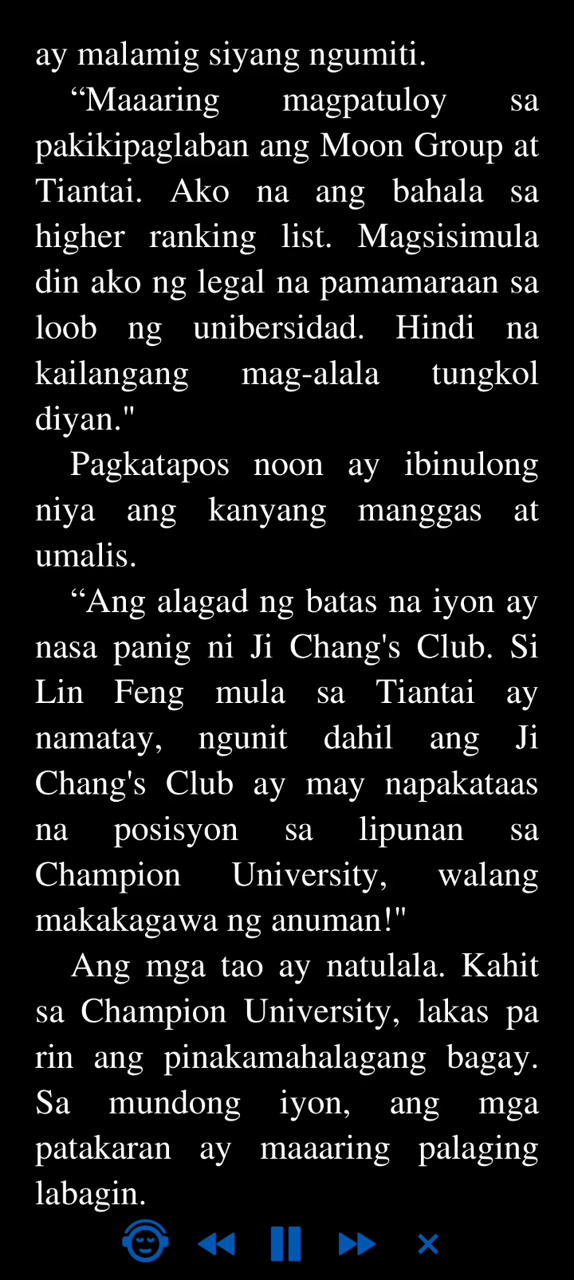 ay malamig siyang ngumiti.
“Maaaring magpatuloy sa
pakikipaglaban ang Moon Group at
Tiantai. Ako na ang bahala sa
higher ranking list. Magsisimula
din ako ng legal na pamamaraan sa
loob ng unibersidad. Hindi na
kailangang mag-alala tungkol
diyan."
Pagkatapos noon ay ibinulong
niya ang kanyang manggas at
umalis.
“Ang alagad ng batas na iyon ay
nasa panig ni Ji Chang's Club. Si
Lin Feng mula sa Tiantai ay
namatay, ngunit dahil ang Ji
Chang's Club ay may napakataas
na posisyon sa lipunan sa
Champion University, walang
makakagawa ng anuman!"
Ang mga tao ay natulala. Kahit
sa Champion University, lakas pa
rin ang pinakamahalagang bagay.
Sa mundong iyon, ang mga
patakaran ay maaaring palaging
labagin.